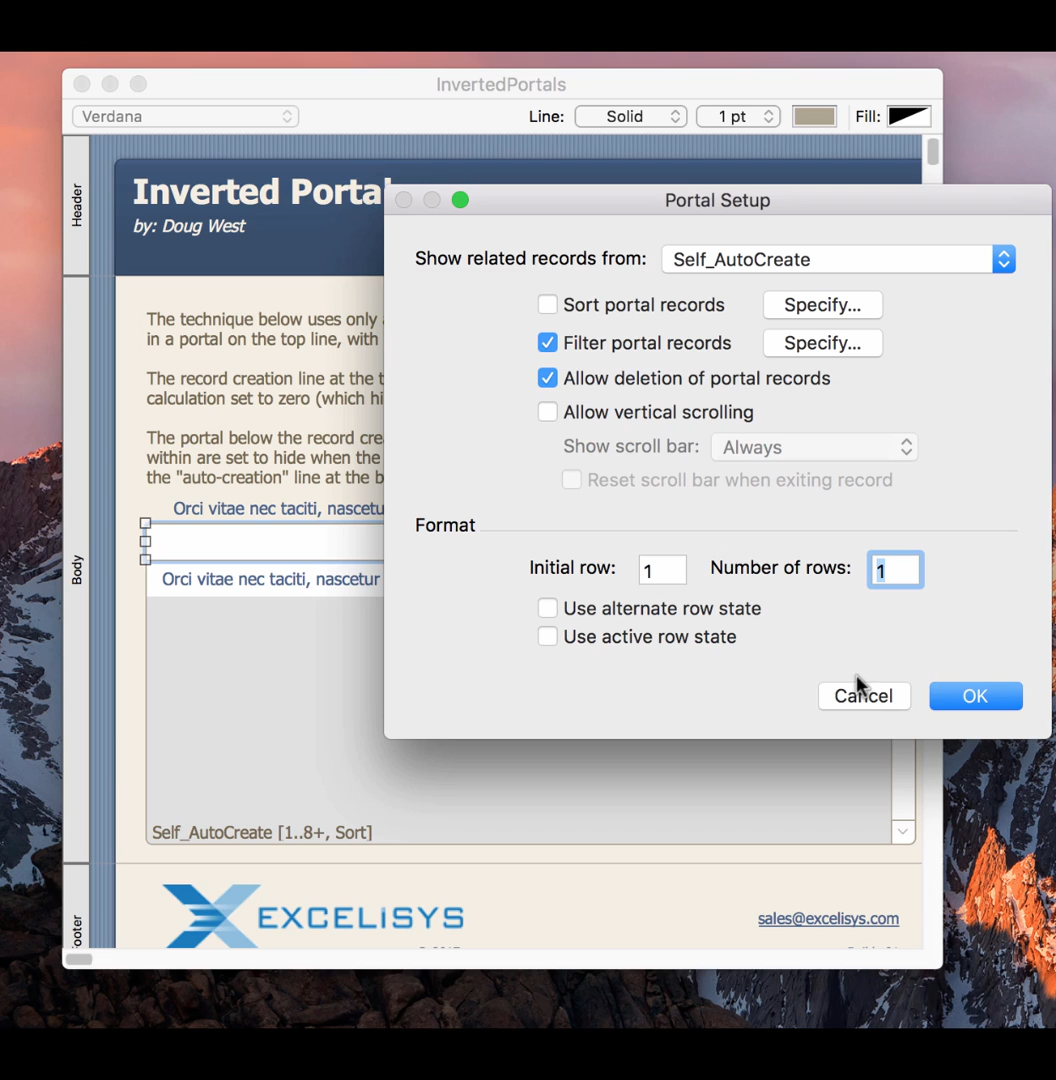 InvertedPortals
Verdana
Line:
Solid
1 pt
Fill:
Header
Inverted Portal
by: Doug West
Portal Setup
Show related records from:
Self_AutoCreate
Sort portal records
Specify...
Filter portal records
Specify...
Allow deletion of portal records
Allow vertical scrolling
Show scroll bar:
Always
Reset scroll bar when exiting record
Format
Initial row:
1
Number of rows:
1
Use alternate row state
Use active row state
Cancel
OK
The technique below uses only
in a portal on the top line, with
The record creation line at the t
calculation set to zero (which hi
The portal below the record cre
within are set to hide when the
the "auto-creation" line at the b
Orci vitae nec taciti, nascetu
Body
Orci vitae nec taciti, nascetur
Self_AutoCreate [1..8+, Sort]
ooter
EXCELiSYS
sales@excelisys.com